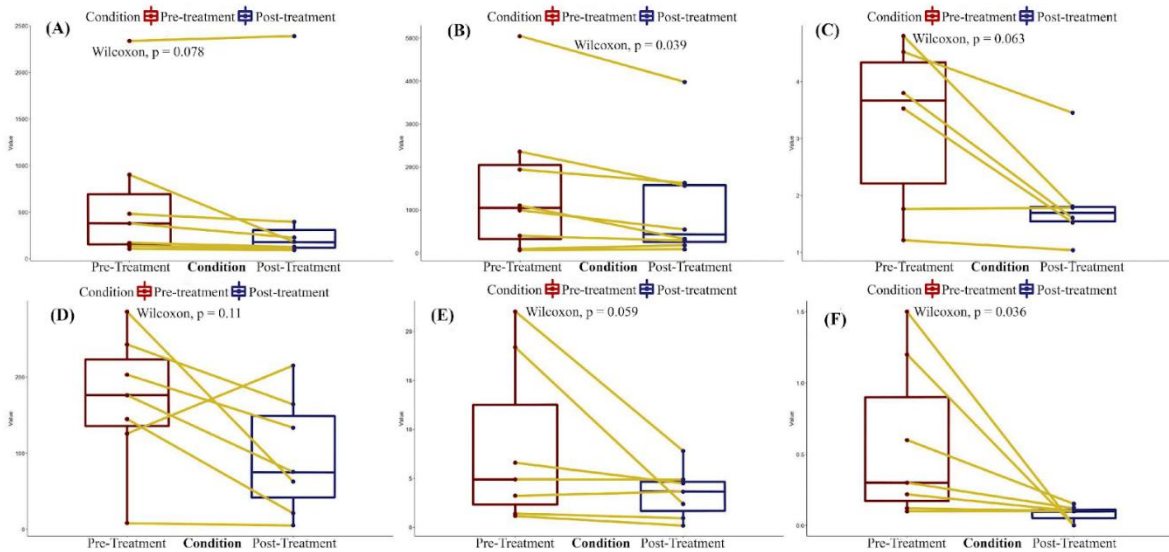 Condition Pre-treatment Post-treatment
(A)
Wilcoxon, p = 0.078
2500
2000
1500
Value
1000
500
0
Pre-Treatment Condition Post-Treatment
Condition Pre-treatment Post-treatment
(B)
Wilcoxon, p = 0.039
Value
0
Pre-Treatment Condition Post-Treatment
Condition Pre-treatment Post-treatment
(C)
Wilcoxon, p = 0.063
4
3
Value
2
1
Pre-Treatment Condition Post-Treatment
Condition Pre-treatment Post-treatment
(D)
Wilcoxon, p = 0.11
200
Value
100
0
Pre-Treatment Condition Post-Treatment
Condition Pre-treatment Post-treatment
(E)
Wilcoxon, p = 0.059
20
15
Value
10
5
0
Pre-Treatment Condition Post-Treatment
Condition Pre-treatment Post-treatment
(F)
Wilcoxon, p = 0.036
1.5
1.0
Value
0.5
0.0
Pre-Treatment Condition Post-Treatment